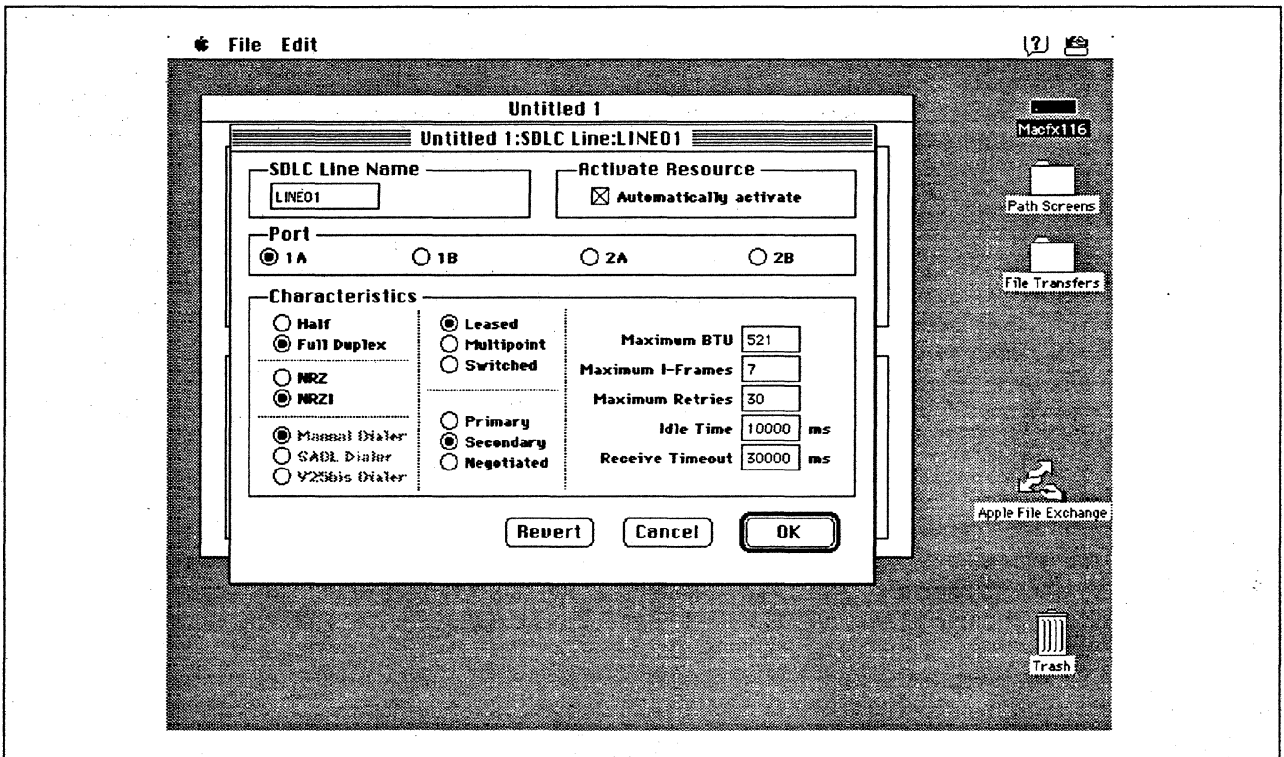 File Edit
Untitled 1
Untitled 1:SDLC Line:LINE01
SDLC Line Name
LINE01
Activate Resource
Automatically activate
Port
1A
1B
2A
2B
Characteristics
Half
Full Duplex
NRZ
NRZI
Manual Dialer
SADL Dialer
V25bis Dialer
Leased
Multipoint
Switched
Primary
Secondary
Negotiated
Maximum BTU 521
Maximum I-Frames 7
Maximum Retries 30
Idle Time 10000 ms
Receive Timeout 30000 ms
Revert
Cancel
OK
Macfx116
Path Screens
File Transfers
Apple File Exchange
Trash